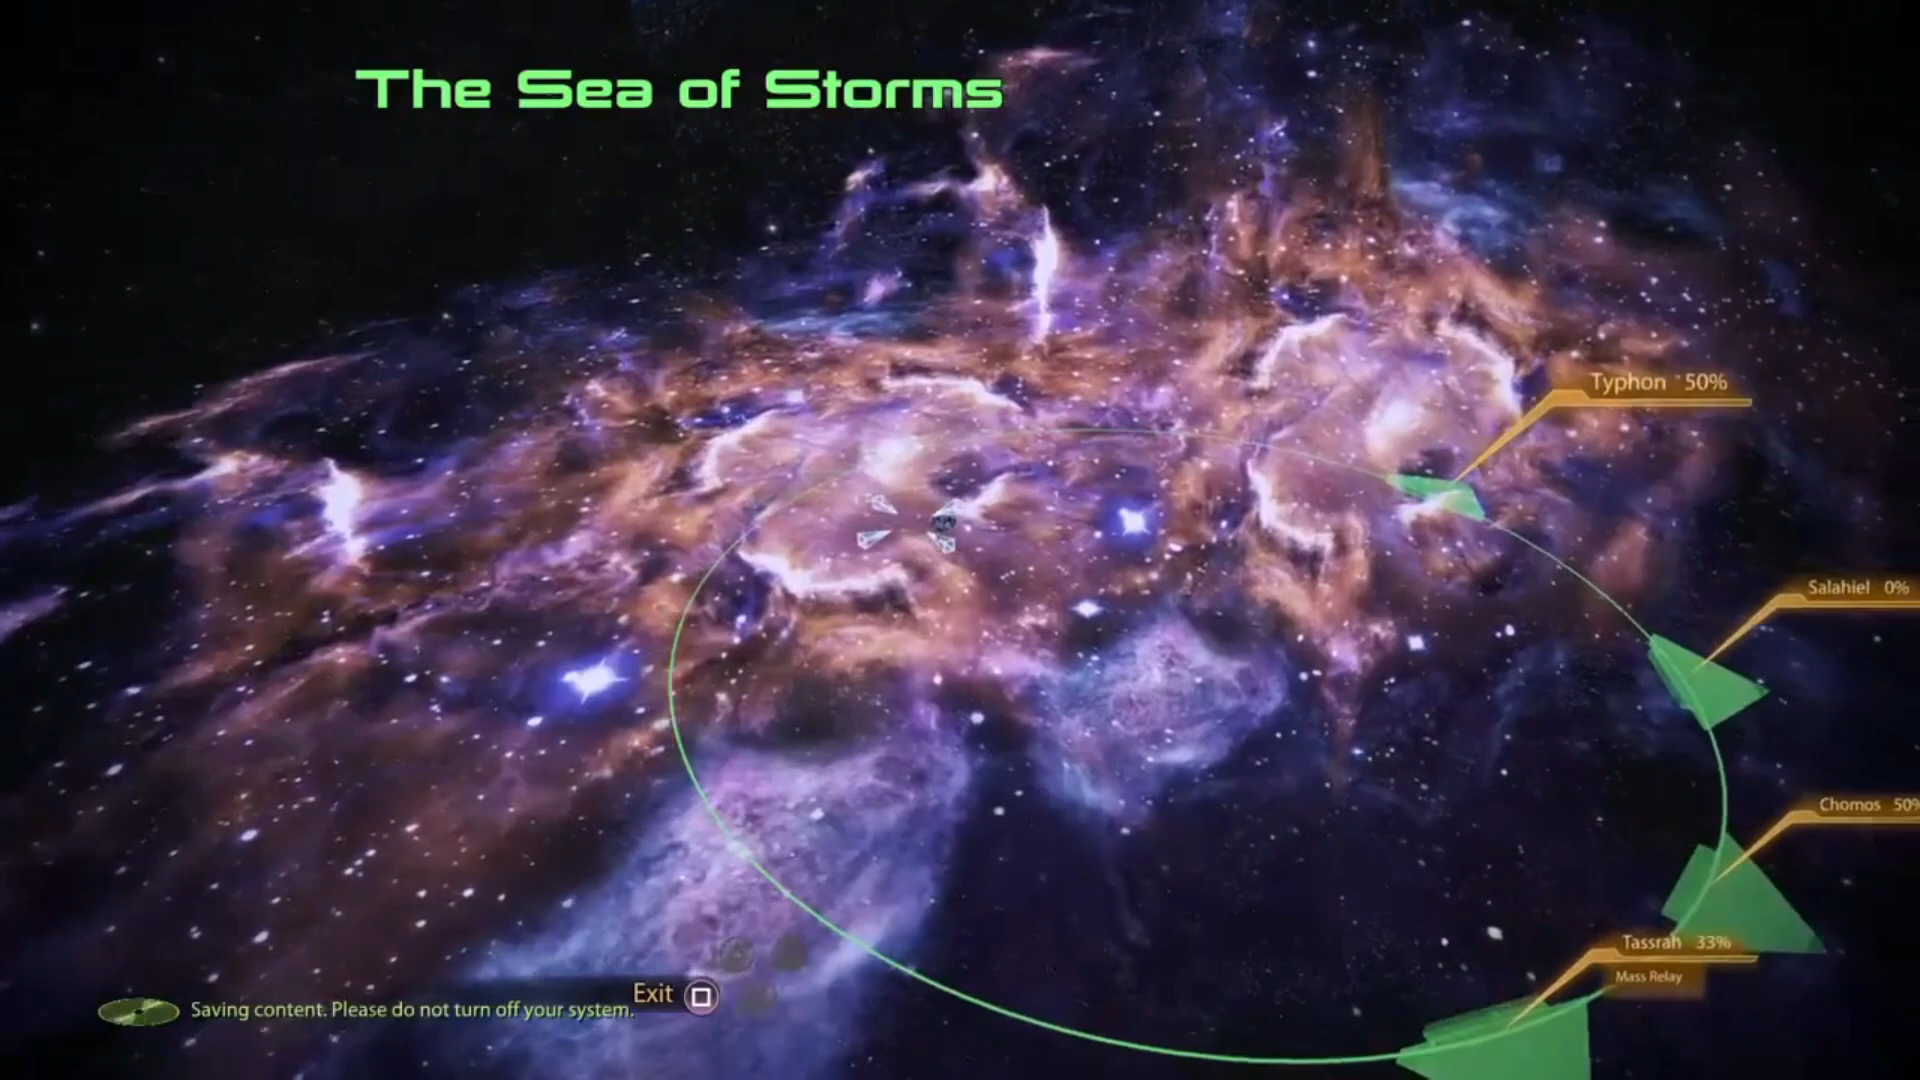 The Sea of Storms
Typhon 50%
Salahiel 0%
Chomos 50%
Tassrah 33%
Mass Relay
Exit
Saving content. Please do not turn off your system.